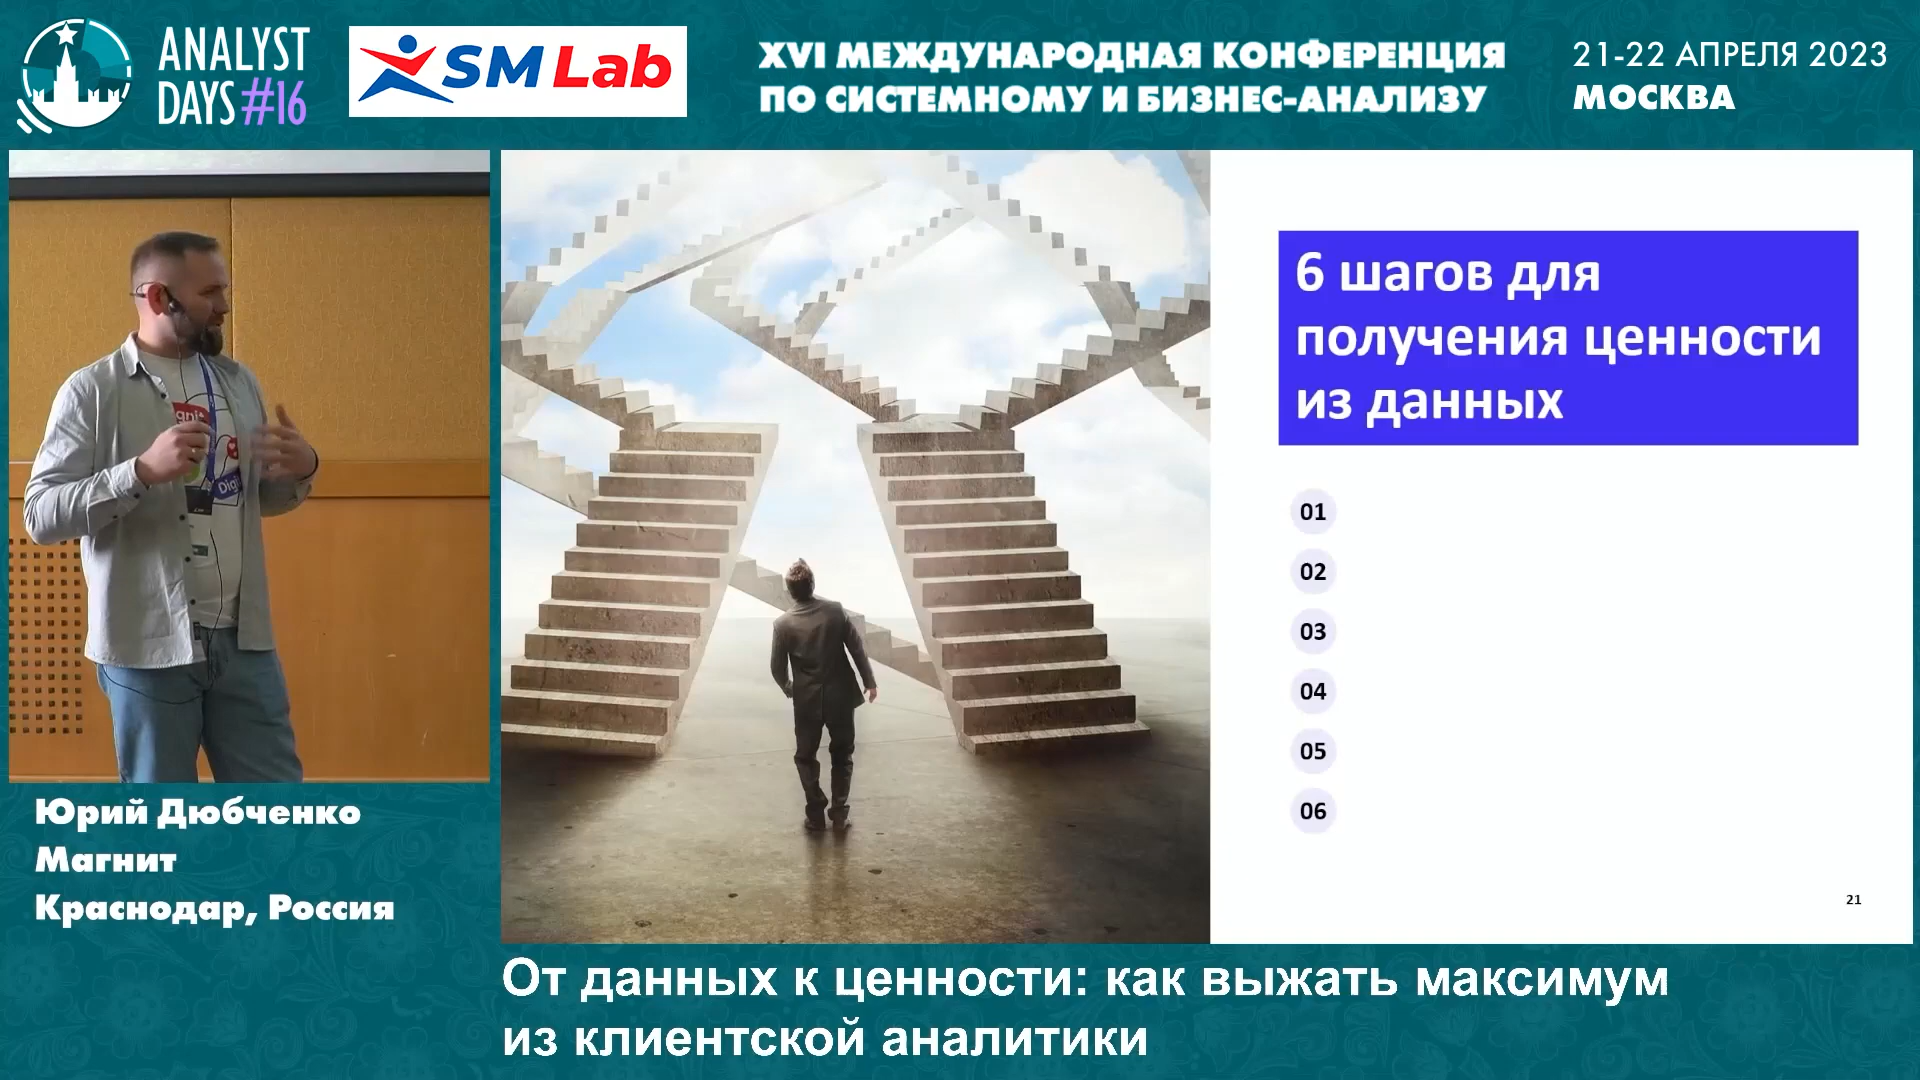 ANALYST
DAYS#16
SM Lab
XVI МЕЖДУНАРОДНАЯ КОНФЕРЕНЦИЯ
ПО СИСТЕМНОМУ И БИЗНЕС-АНАЛИЗУ
21-22 АПРЕЛЯ 2023
МОСКВА
Digi
6 шагов для
получения ценности
из данных
01
02
03
04
05
06
21
Юрий Дюбченко
Магнит
Краснодар, Россия
От данных к ценности: как выжать максимум
из клиентской аналитики